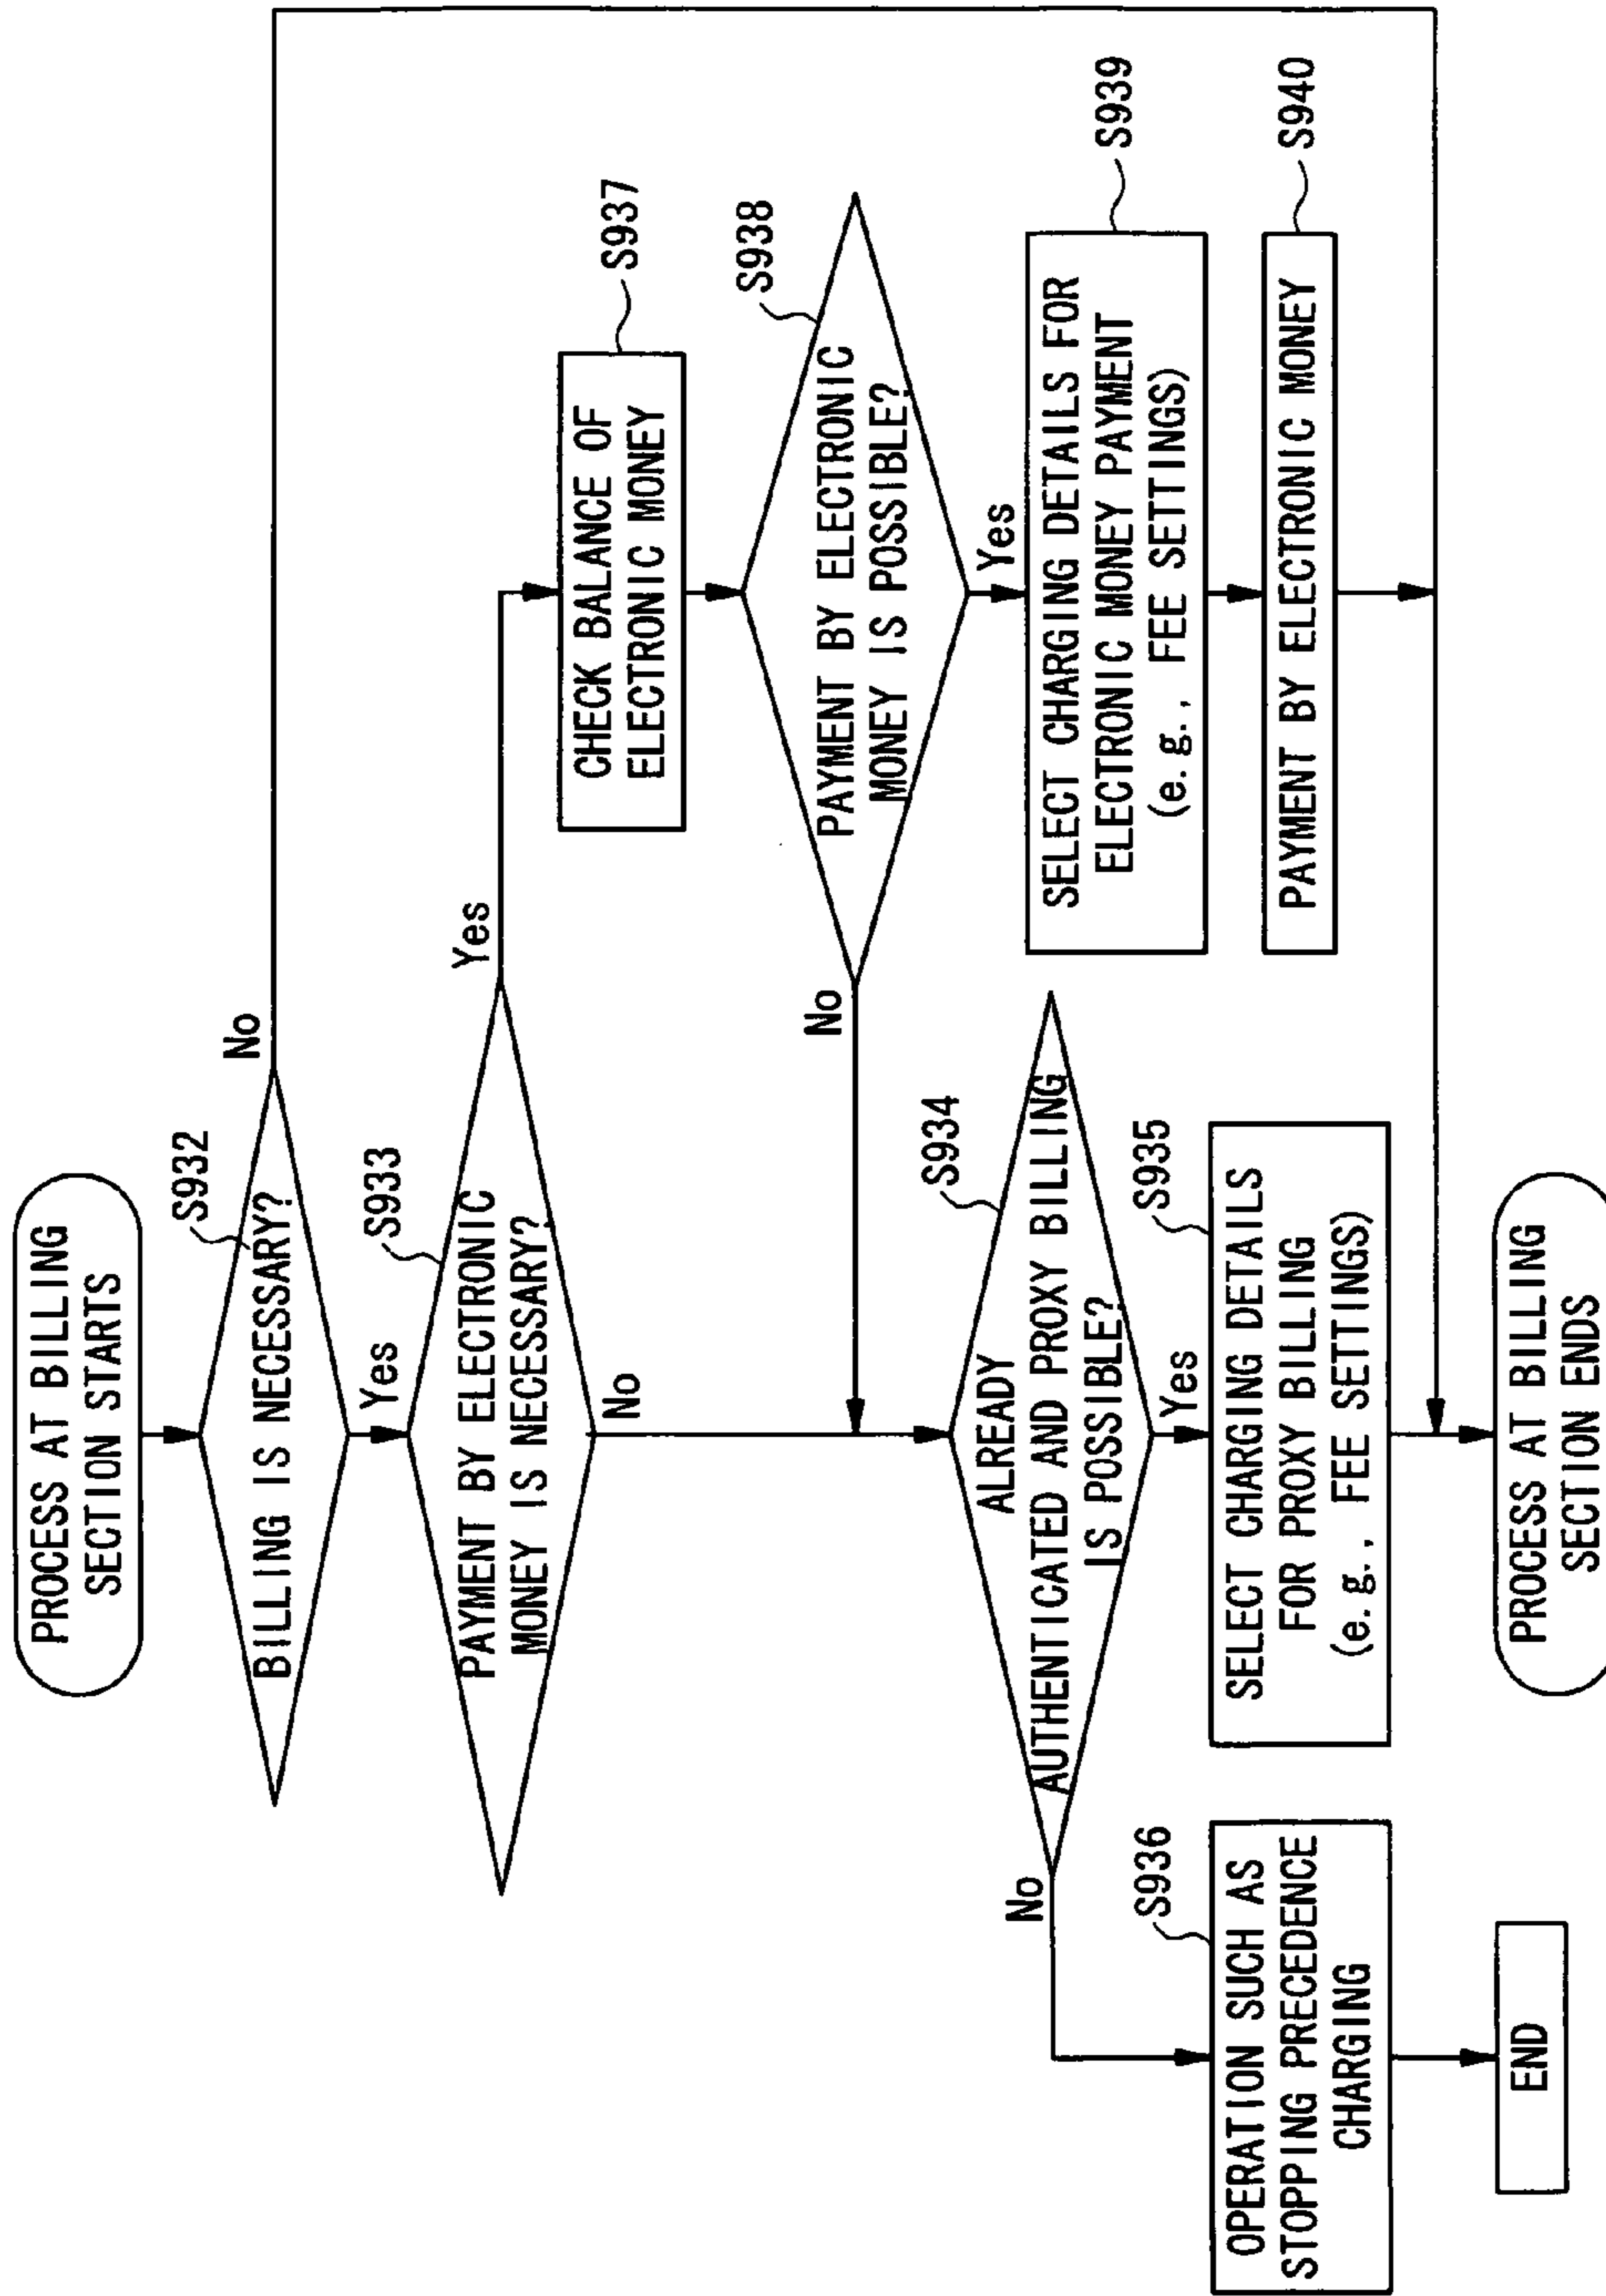 PROCESS AT BILLING
SECTION STARTS
S932
BILLING IS NECESSARY?
No
Yes
S933
PAYMENT BY ELECTRONIC
MONEY IS NECESSARY?
Yes
No
S937
CHECK BALANCE OF
ELECTRONIC MONEY
S938
PAYMENT BY ELECTRONIC
MONEY IS POSSIBLE?
No
Yes
S934
ALREADY
AUTHENTICATED AND PROXY BILLING
IS POSSIBLE?
No
Yes
S939
SELECT CHARGING DETAILS FOR
ELECTRONIC MONEY PAYMENT
(e.g., FEE SETTINGS)
S936
OPERATION SUCH AS
STOPPING PRECEDENCE
CHARGING
S935
SELECT CHARGING DETAILS
FOR PROXY BILLING
(e.g., FEE SETTINGS)
S940
PAYMENT BY ELECTRONIC MONEY
END
PROCESS AT BILLING
SECTION ENDS